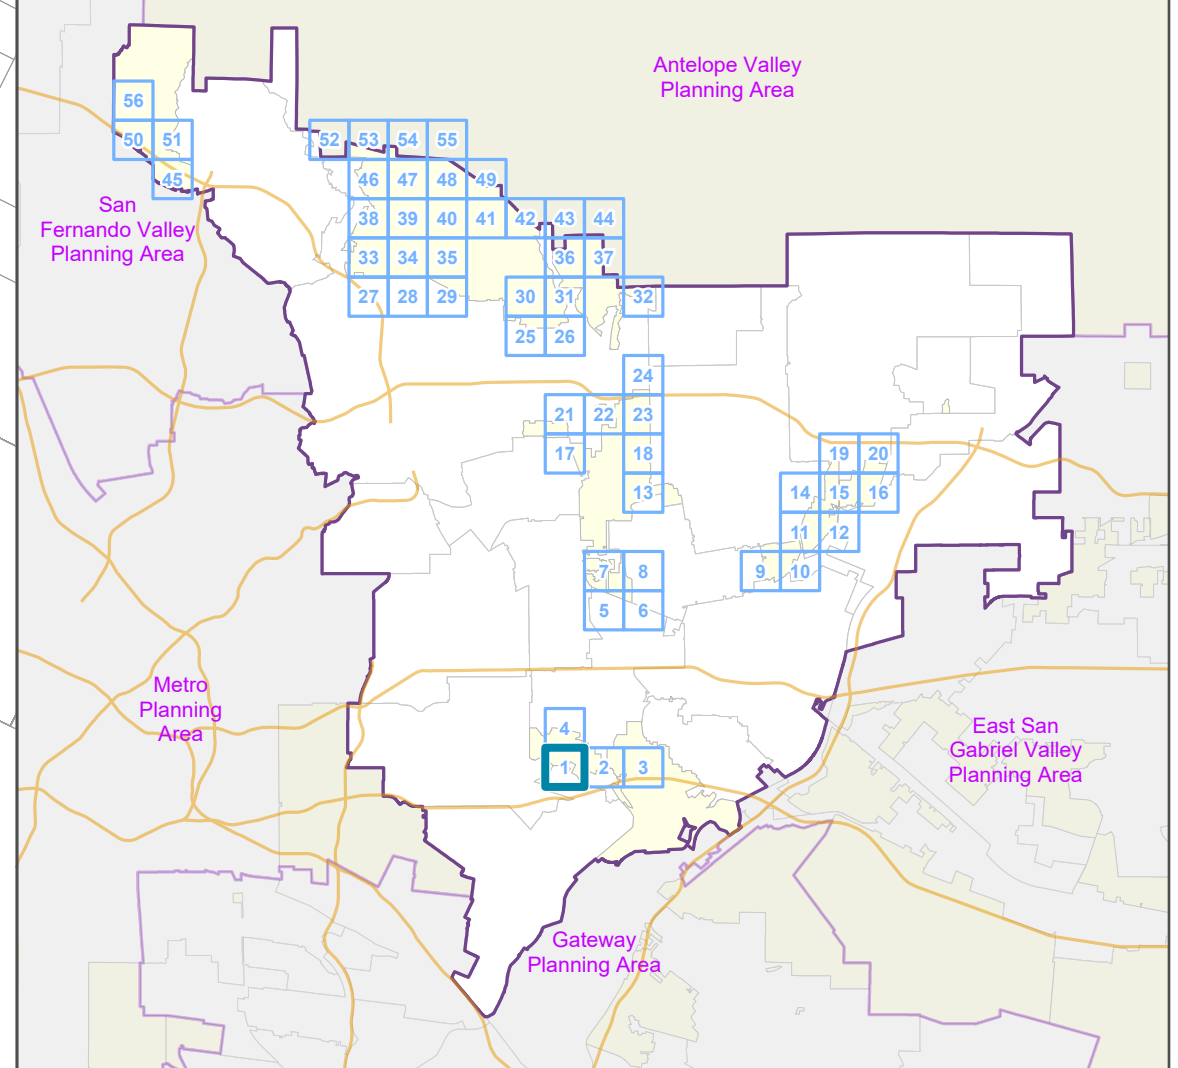 Antelope Valley
Planning Area
56
50 51
52 53 54 55
45
46 47 48 49
San
Fernando Valley
Planning Area
38 39 40 41 42 43 44
33 34 35 36 37
27 28 29 30 31 32
25 26
24
21 22 23
17 18
19 20
13
14 15 16
11 12
7 8
9 10
5 6
Metro
Planning
Area
4
East San
Gabriel Valley
Planning Area
1 2 3
Gateway
Planning Area